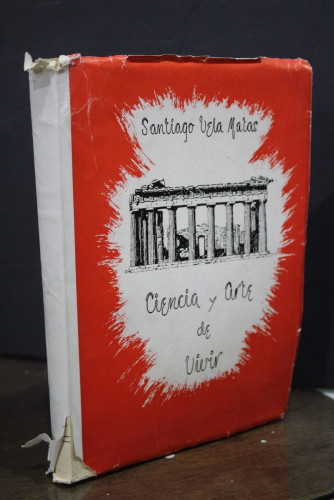 Santiago Vela Matas
Ciencia y Arte
de
Vivir